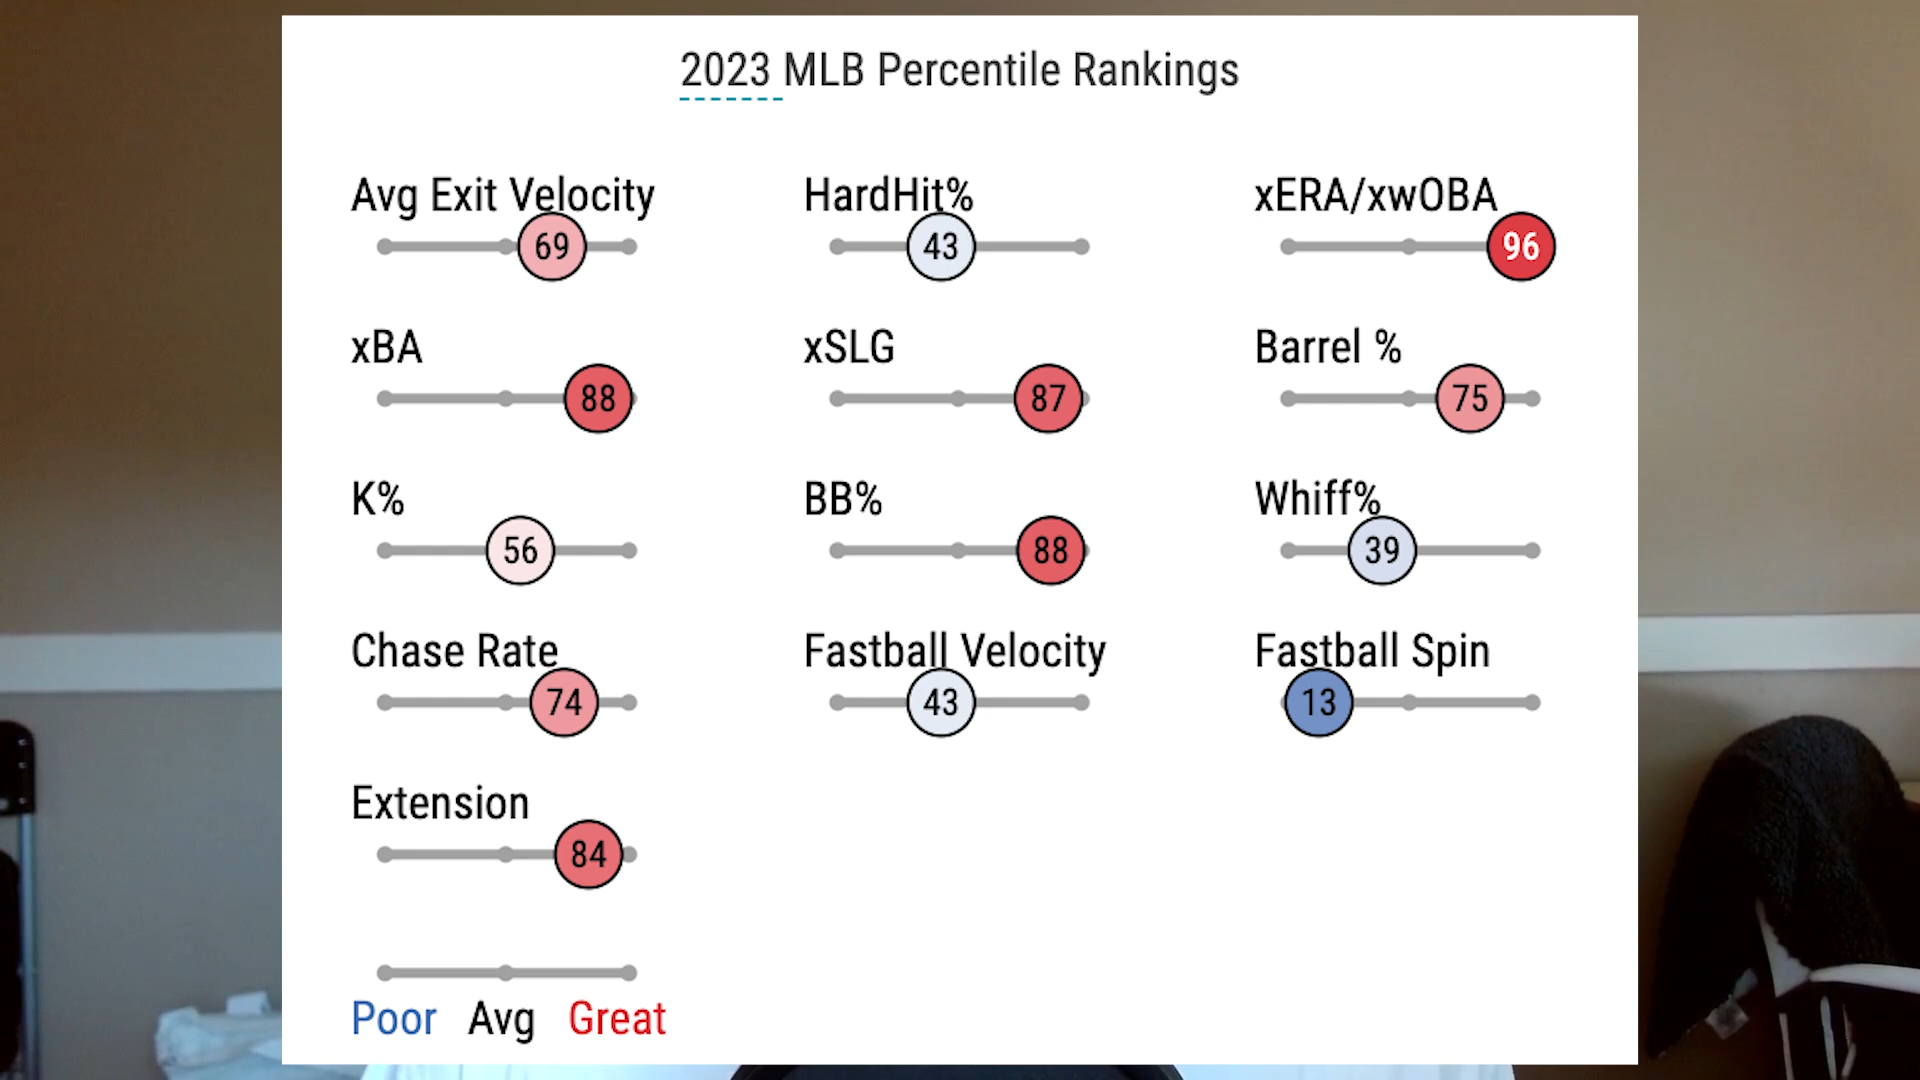 2023 MLB Percentile Rankings
Avg Exit Velocity HardHit% xERA/xwOBA
69 43 96
xBA xSLG Barrel %
88 87 75
K% BB% Whiff%
56 88 39
Chase Rate Fastball Velocity Fastball Spin
74 43 13
Extension
84
Poor Avg Great